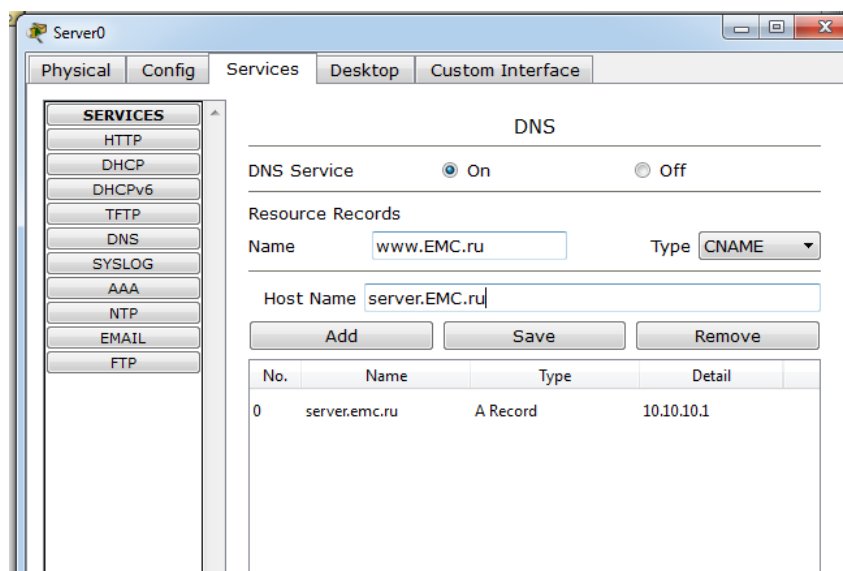 Server0
Physical Config Services Desktop Custom Interface
SERVICES
HTTP
DHCP
DHCPv6
TFTP
DNS
SYSLOG
AAA
NTP
EMAIL
FTP
DNS
DNS Service On Off
Resource Records
Name www.EMC.ru Type CNAME
Host Name server.EMC.ru
Add Save Remove
No. Name Type Detail
0 server.emc.ru A Record 10.10.10.1